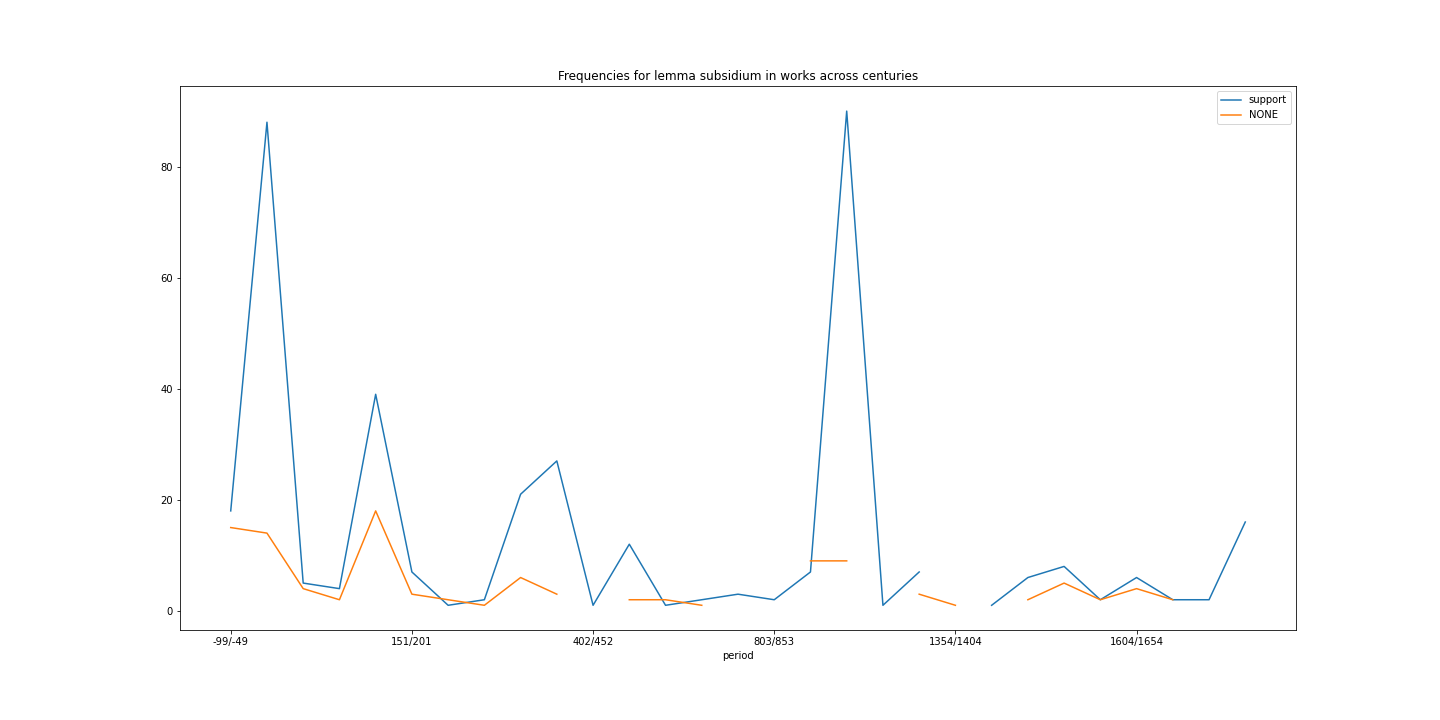 Frequencies for lemma subsidium in works across centuries
support
NONE
80
60
40
20
0
-99/-49 151/201 402/452 803/853 1354/1404 1604/1654
period